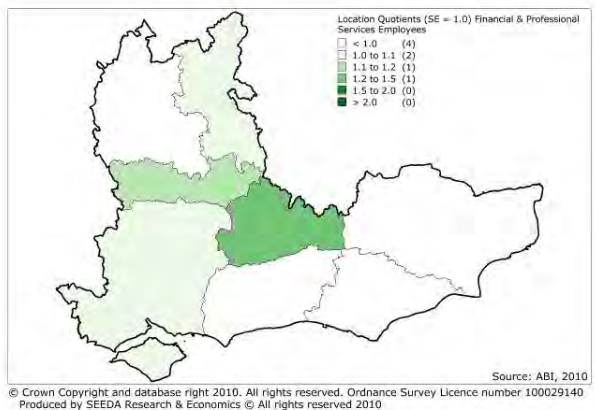 Location Quotients (SE = 1.0) Financial & Professional
Services Employees
< 1.0 (4)
1.0 to 1.1 (2)
1.1 to 1.2 (1)
1.2 to 1.5 (1)
1.5 to 2.0 (0)
> 2.0 (0)
Source: ABI, 2010
© Crown Copyright and database right 2010. All rights reserved. Ordnance Survey Licence number 100029140
Produced by SEEDA Research & Economics © All rights reserved 2010